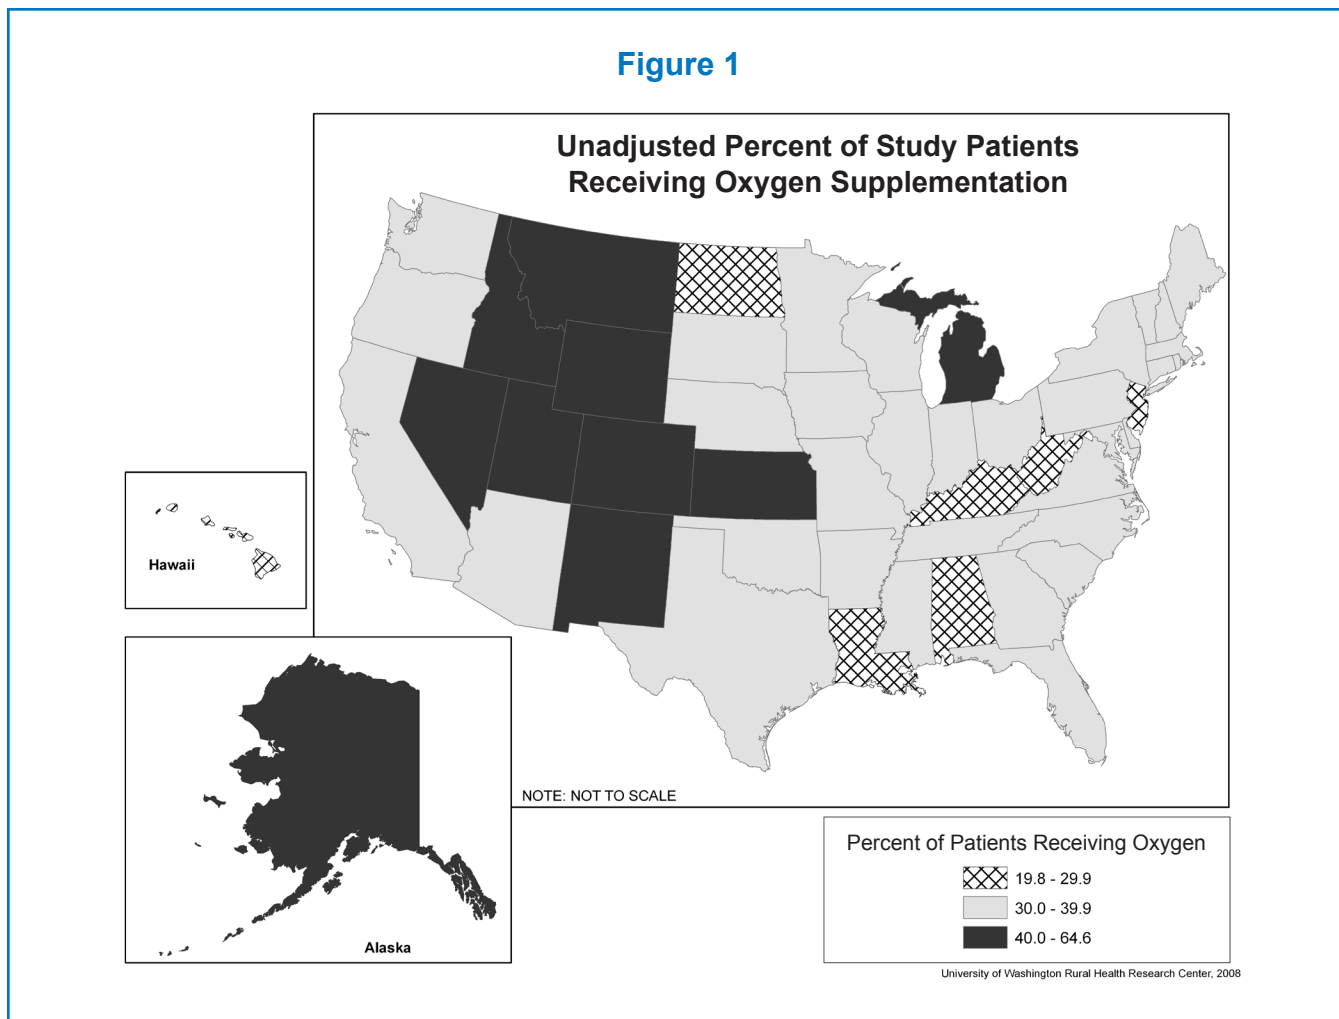 Figure 1
Unadjusted Percent of Study Patients
Receiving Oxygen Supplementation
Hawaii
Alaska
NOTE: NOT TO SCALE
Percent of Patients Receiving Oxygen
19.8 - 29.9
30.0 - 39.9
40.0 - 64.6
University of Washington Rural Health Research Center, 2008